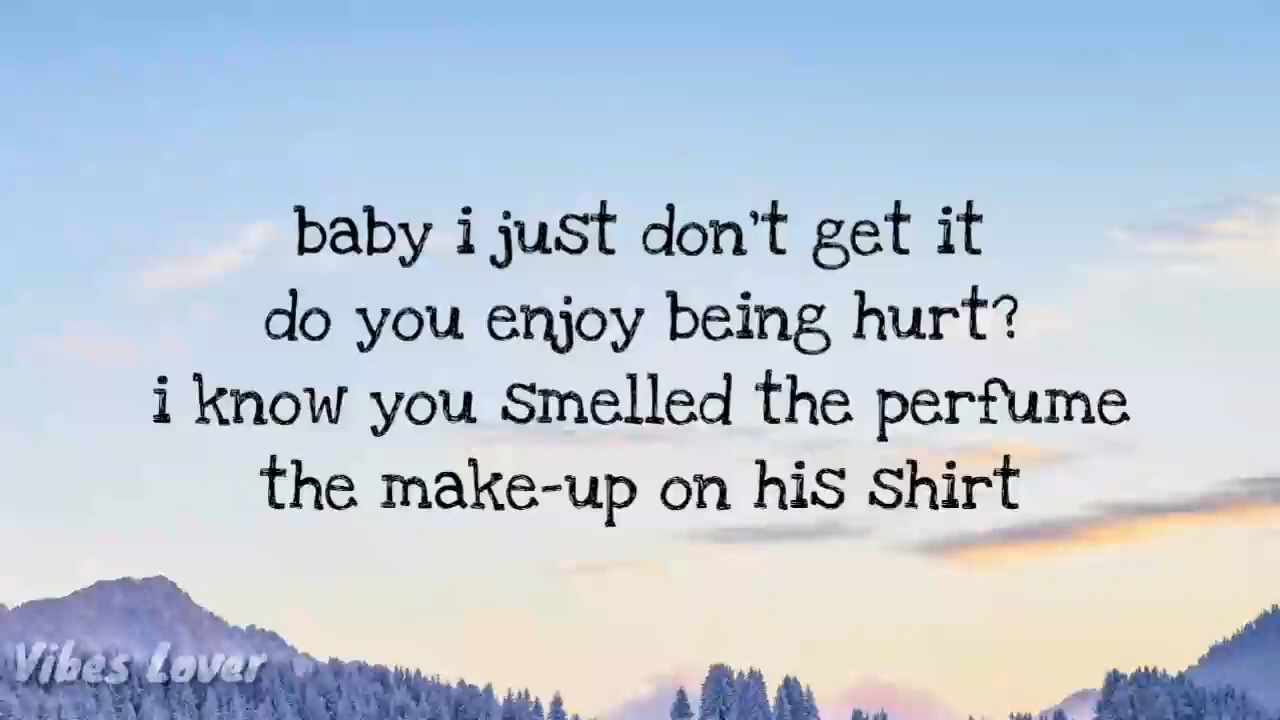 baby i just don't get it
do you enjoy being hurt?
i know you smelled the perfume
the make-up on his shirt
Vibes Lover